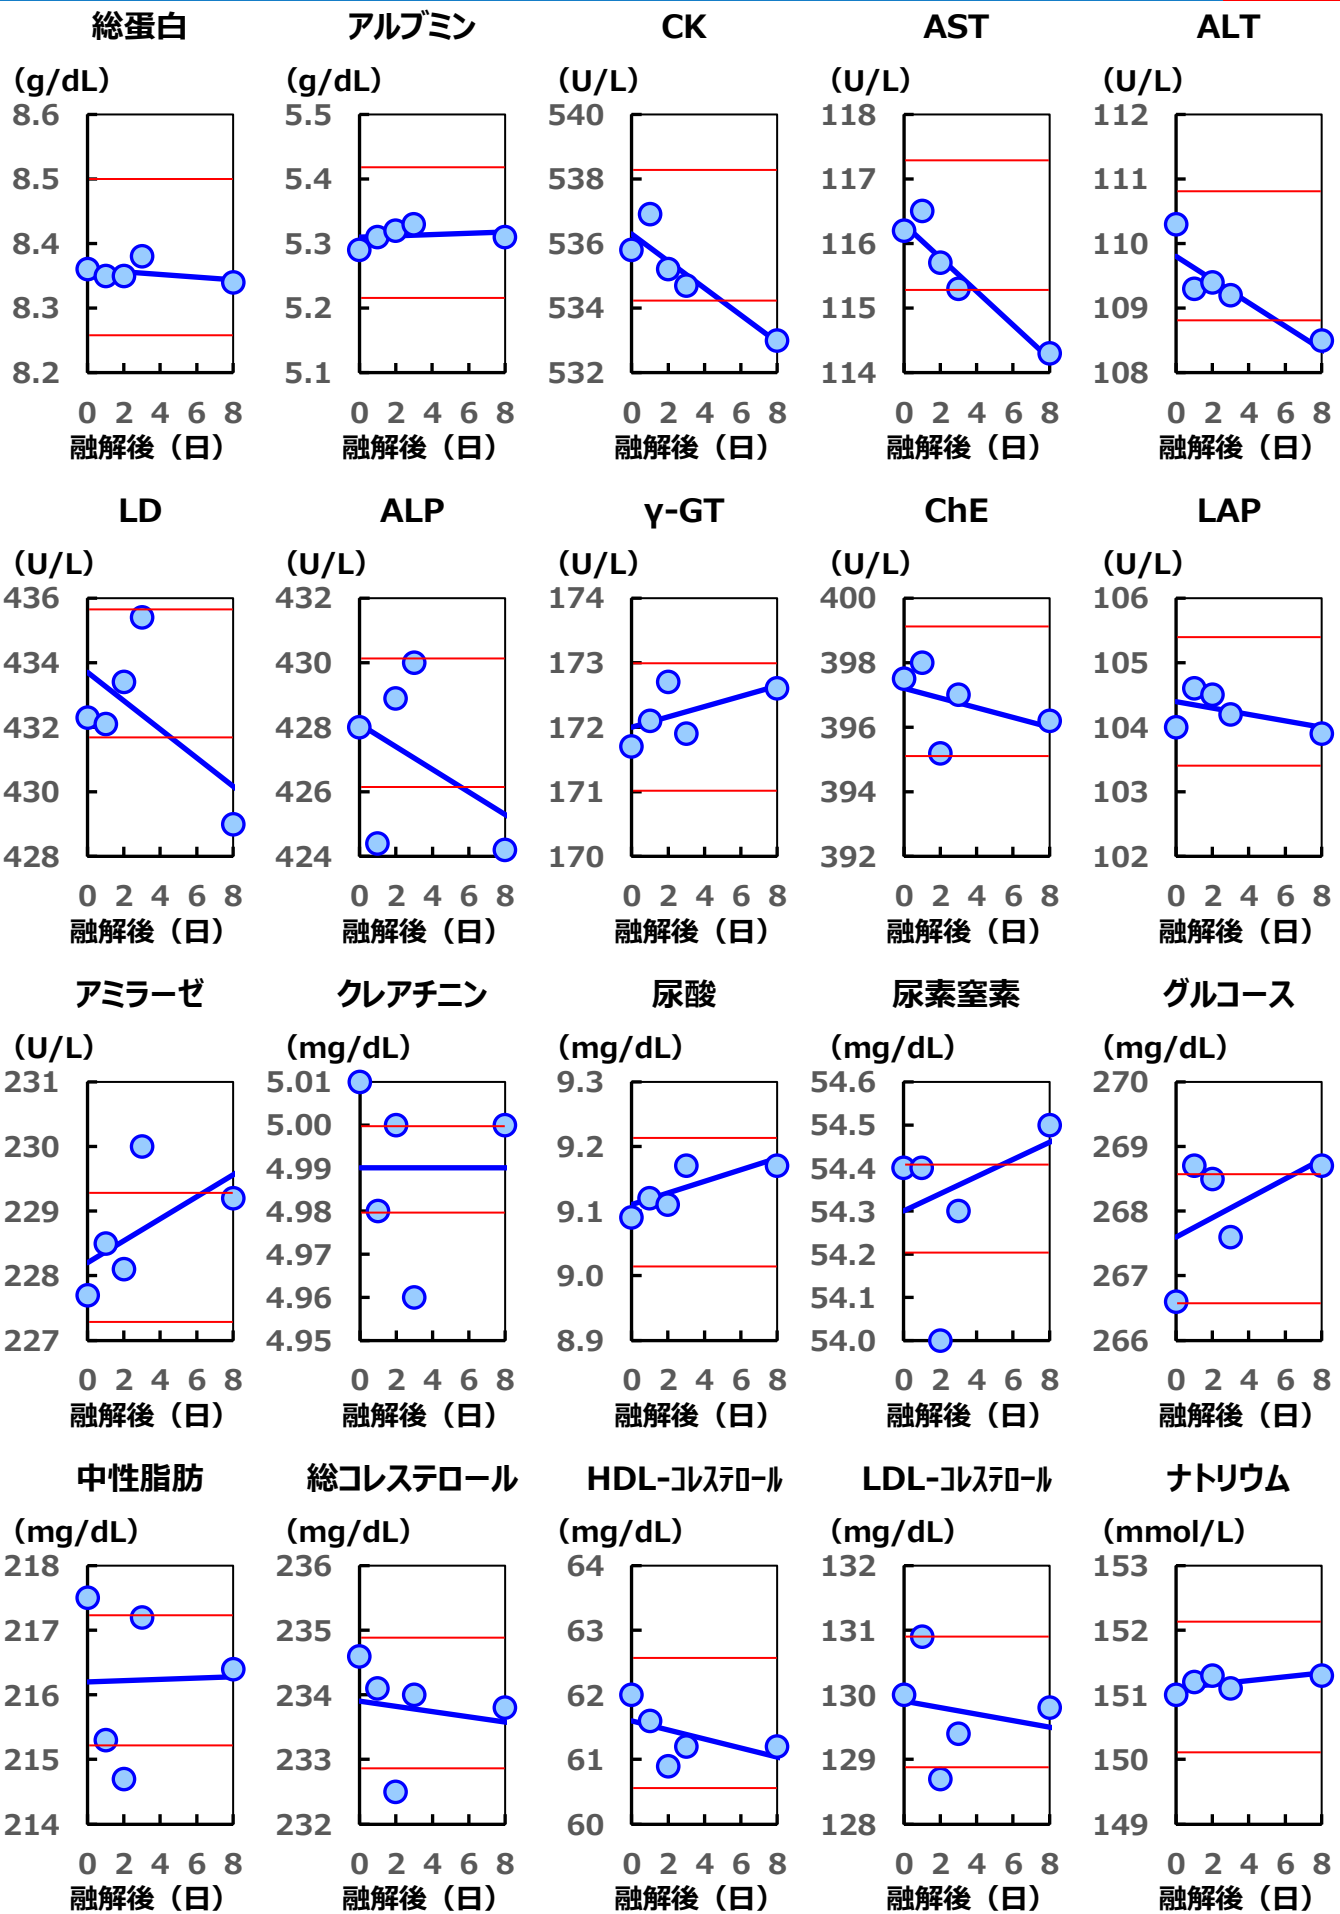 総蛋白 アルブミン CK AST ALT
（g/dL） （g/dL） （U/L） （U/L） （U/L）
8.6 5.5 540 118 112
8.5 5.4 538 117 111
8.4 5.3 536 116 110
8.3 5.2 534 115 109
8.2 5.1 532 114 108
0 2 4 6 8 0 2 4 6 8 0 2 4 6 8 0 2 4 6 8 0 2 4 6 8
融解後（日） 融解後（日） 融解後（日） 融解後（日） 融解後（日）
LD ALP γ-GT ChE LAP
（U/L） （U/L） （U/L） （U/L） （U/L）
436 432 174 400 106
434 430 173 398 105
432 428 172 396 104
430 426 171 394 103
428 424 170 392 102
0 2 4 6 8 0 2 4 6 8 0 2 4 6 8 0 2 4 6 8 0 2 4 6 8
融解後（日） 融解後（日） 融解後（日） 融解後（日） 融解後（日）
アミラーゼ クレアチニン 尿酸 尿素窒素 グルコース
（U/L） （mg/dL） （mg/dL） （mg/dL） （mg/dL）
231 5.01 9.3 54.6 270
5.00 54.5
230 9.2 269
4.99 54.4
229 4.98 9.1 54.3 268
4.97 54.2
228 9.0 267
4.96 54.1
227 4.95 8.9 54.0 266
0 2 4 6 8 0 2 4 6 8 0 2 4 6 8 0 2 4 6 8 0 2 4 6 8
融解後（日） 融解後（日） 融解後（日） 融解後（日） 融解後（日）
中性脂肪 総コレステロール HDL-コレステロール LDL-コレステロール ナトリウム
（mg/dL） （mg/dL） （mg/dL） （mg/dL） （mmol/L）
218 236 64 132 153
217 235 63 131 152
216 234 62 130 151
215 233 61 129 150
214 232 60 128 149
0 2 4 6 8 0 2 4 6 8 0 2 4 6 8 0 2 4 6 8 0 2 4 6 8
融解後（日） 融解後（日） 融解後（日） 融解後（日） 融解後（日）